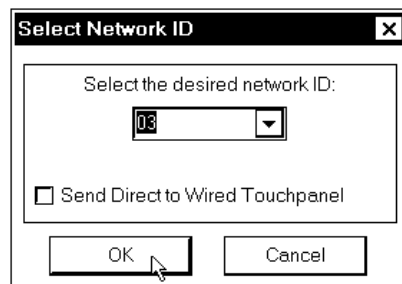 Select Network ID
Select the desired network ID:
03
Send Direct to Wired Touchpanel
OK
Cancel